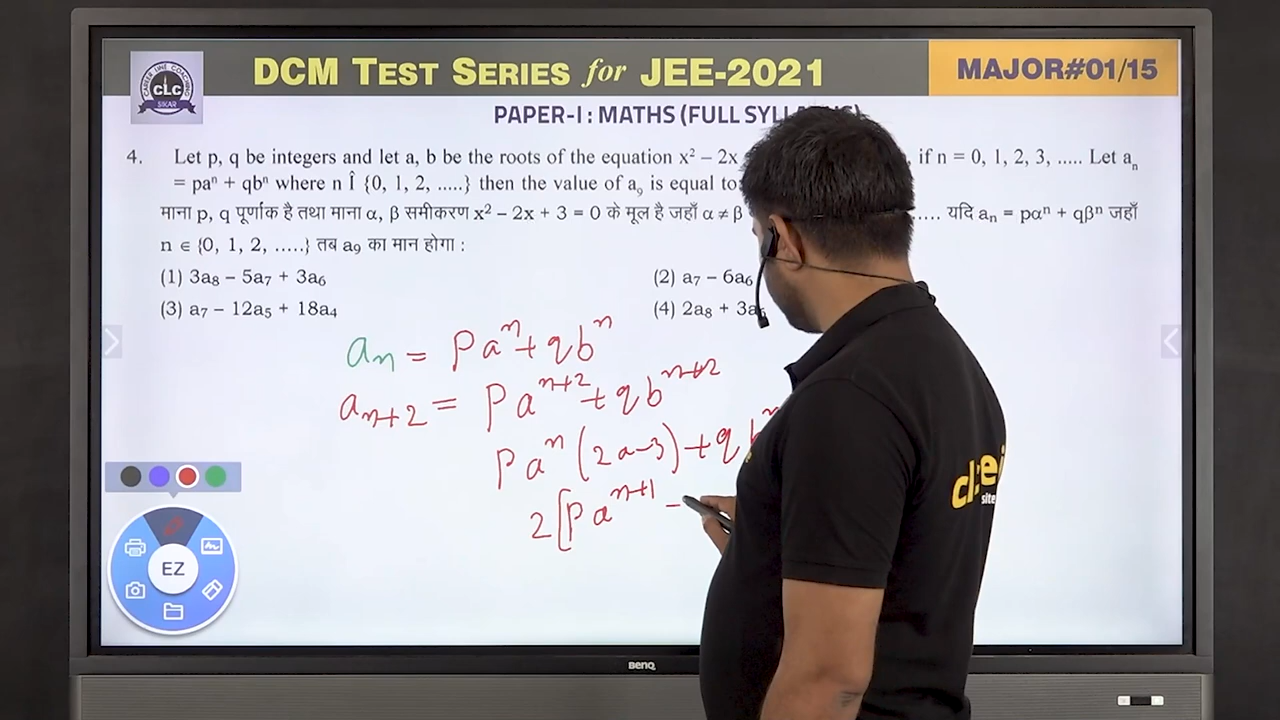 DCM TEST SERIES for JEE-2021
MAJOR#01/15
CLC
SIKAR
PAPER-I : MATHS (FULL SYLL
4. Let p, q be integers and let a, b be the roots of the equation x² – 2x if n = 0, 1, 2, 3, ..... Let aₙ
= paⁿ + qbⁿ where n Î {0, 1, 2, .....} then the value of a₉ is equal to:
माना p, q पूर्णांक है तथा माना α, β समीकरण x² – 2x + 3 = 0 के मूल है जहाँ α ≠ β .... यदि aₙ = pαⁿ + qβⁿ जहाँ
n ∈ {0, 1, 2, .....} तब a₉ का मान होगा :
(1) 3a₈ – 5a₇ + 3a₆ (2) a₇ – 6a₆
(3) a₇ – 12a₅ + 18a₄ (4) 2a₈ + 3a
aₙ = Paⁿ + qbⁿ
aₙ₊₂ = Paⁿ⁺² + qbⁿ⁺²
Paⁿ (2a-3) + q
2[Paⁿ⁺¹ -
EZ
site
BenQ